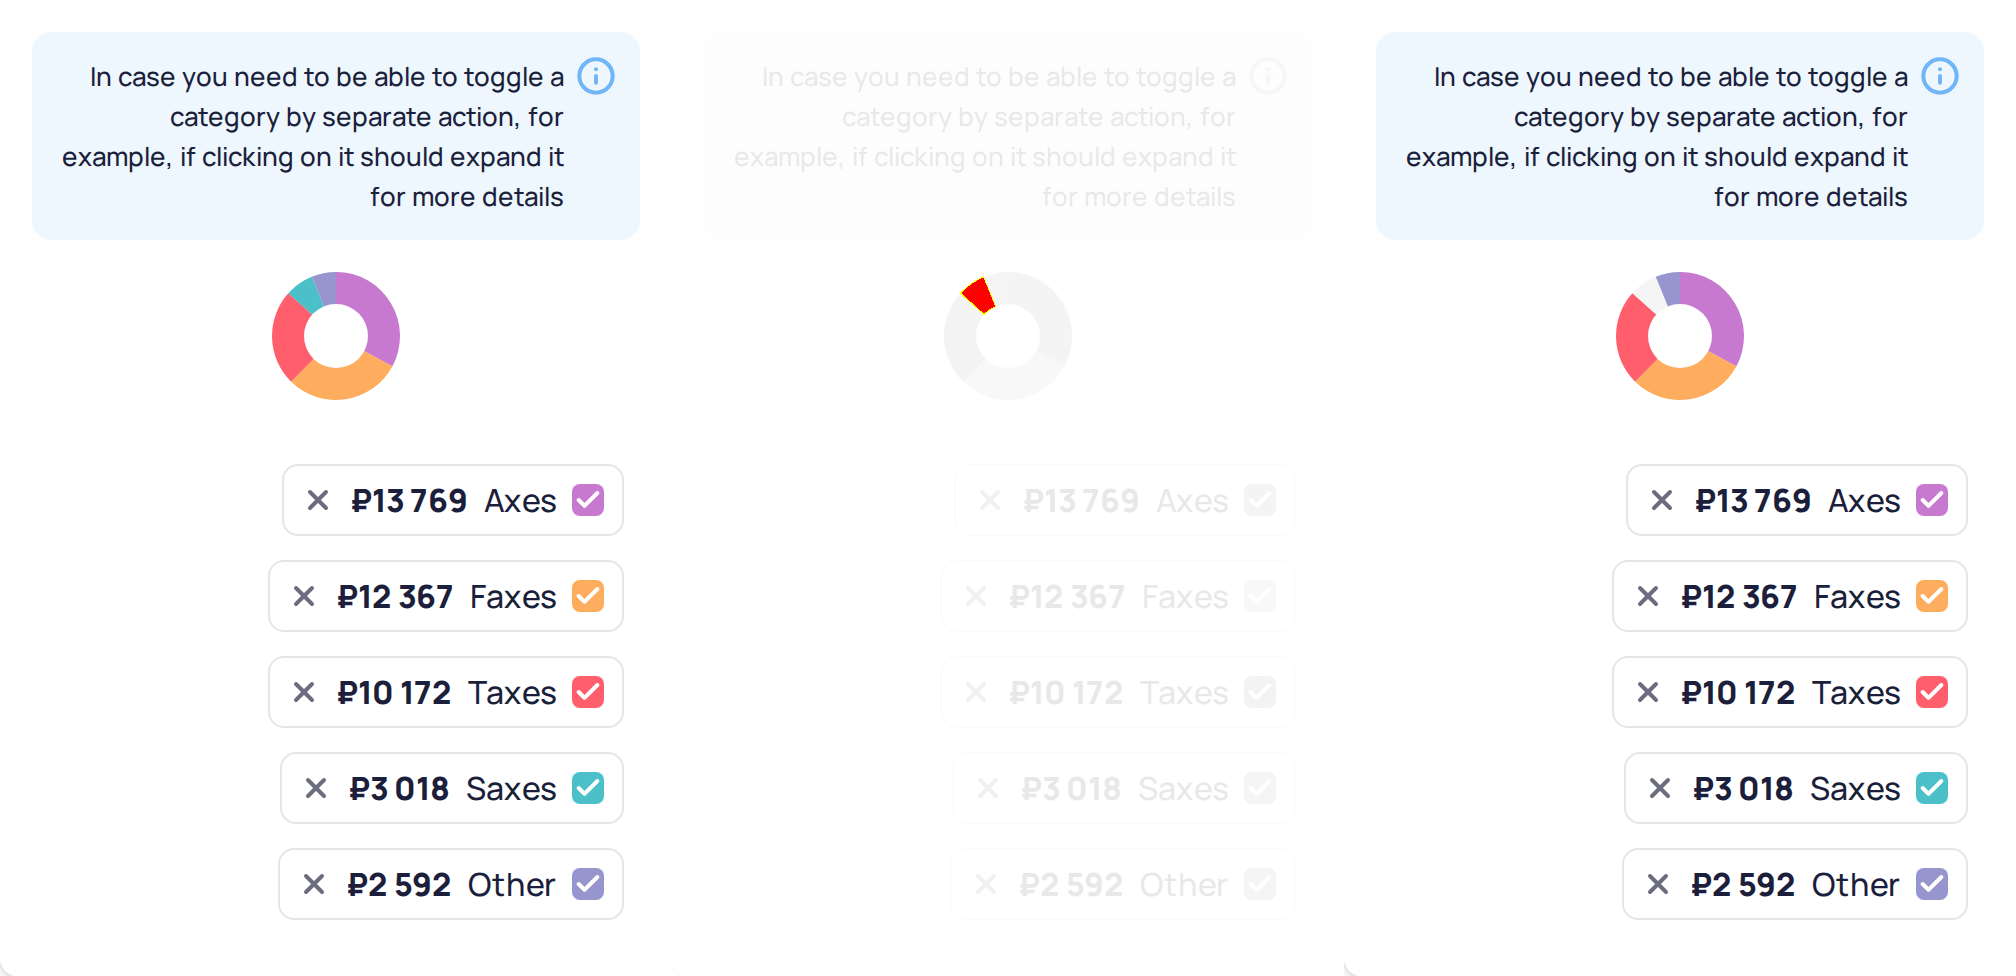 In case you need to be able to toggle a
category by separate action, for
example, if clicking on it should expand it
for more details
₽13 769 Axes
₽12 367 Faxes
₽10 172 Taxes
₽3 018 Saxes
₽2 592 Other
In case you need to be able to toggle a
category by separate action, for
example, if clicking on it should expand it
for more details
₽13 769 Axes
₽12 367 Faxes
₽10 172 Taxes
₽3 018 Saxes
₽2 592 Other
In case you need to be able to toggle a
category by separate action, for
example, if clicking on it should expand it
for more details
₽13 769 Axes
₽12 367 Faxes
₽10 172 Taxes
₽3 018 Saxes
₽2 592 Other